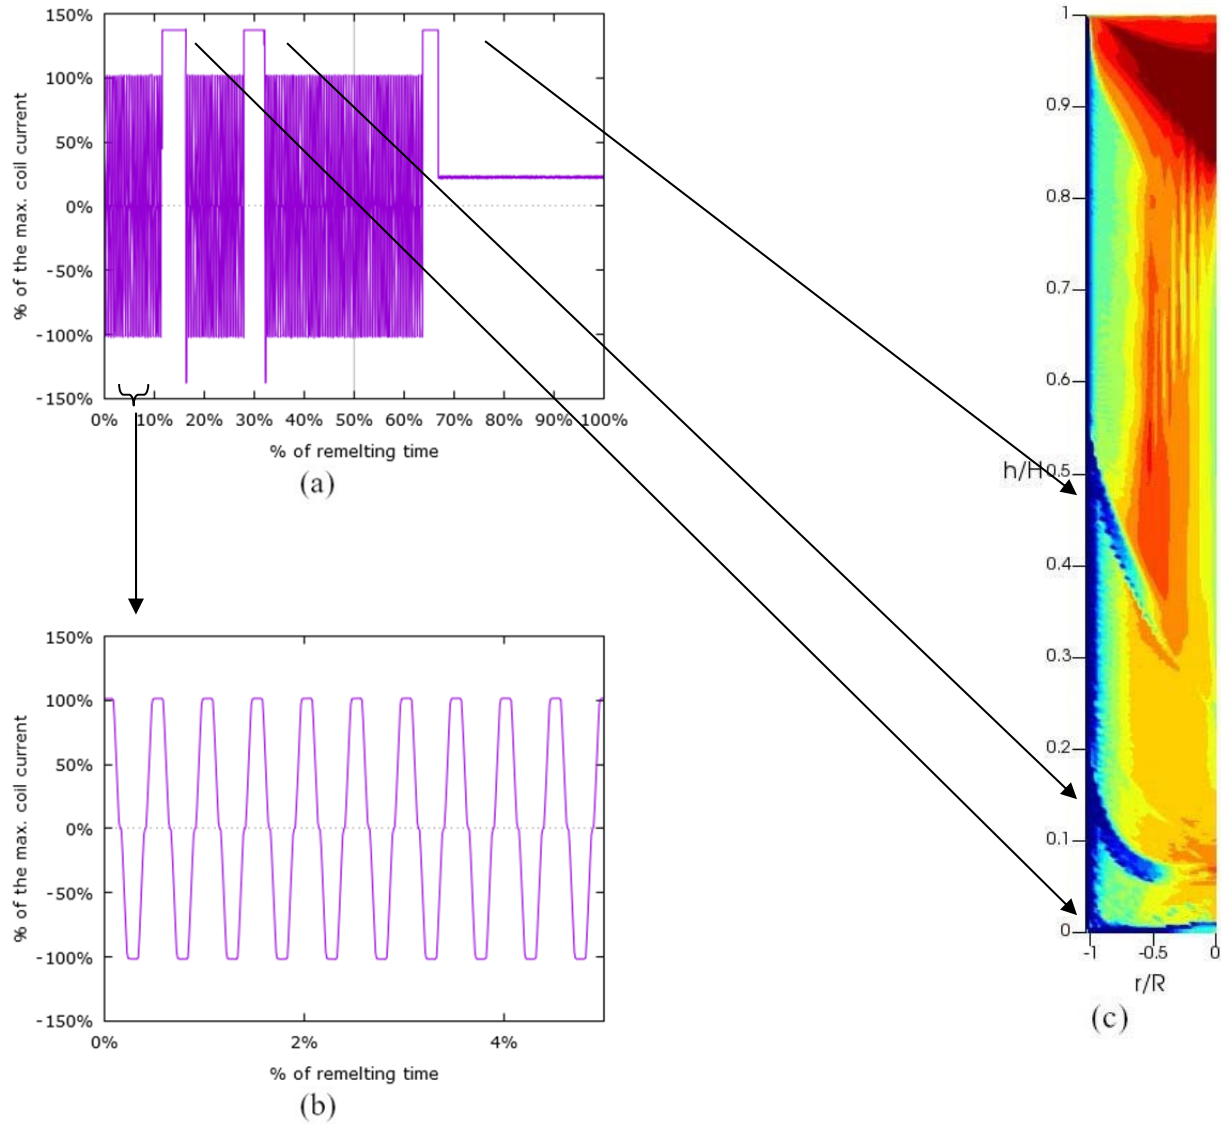 150%
100%
50%
0%
-50%
-100%
-150%
% of the max. coil current
0% 10% 20% 30% 40% 50% 60% 70% 80% 90% 100%
% of remelting time
(a)
150%
100%
50%
0%
-50%
-100%
-150%
% of the max. coil current
0% 2% 4%
% of remelting time
(b)
1
0.9
0.8
0.7
0.6
h/H 0.5
0.4
0.3
0.2
0.1
0
-1 -0.5 0
r/R
(c)